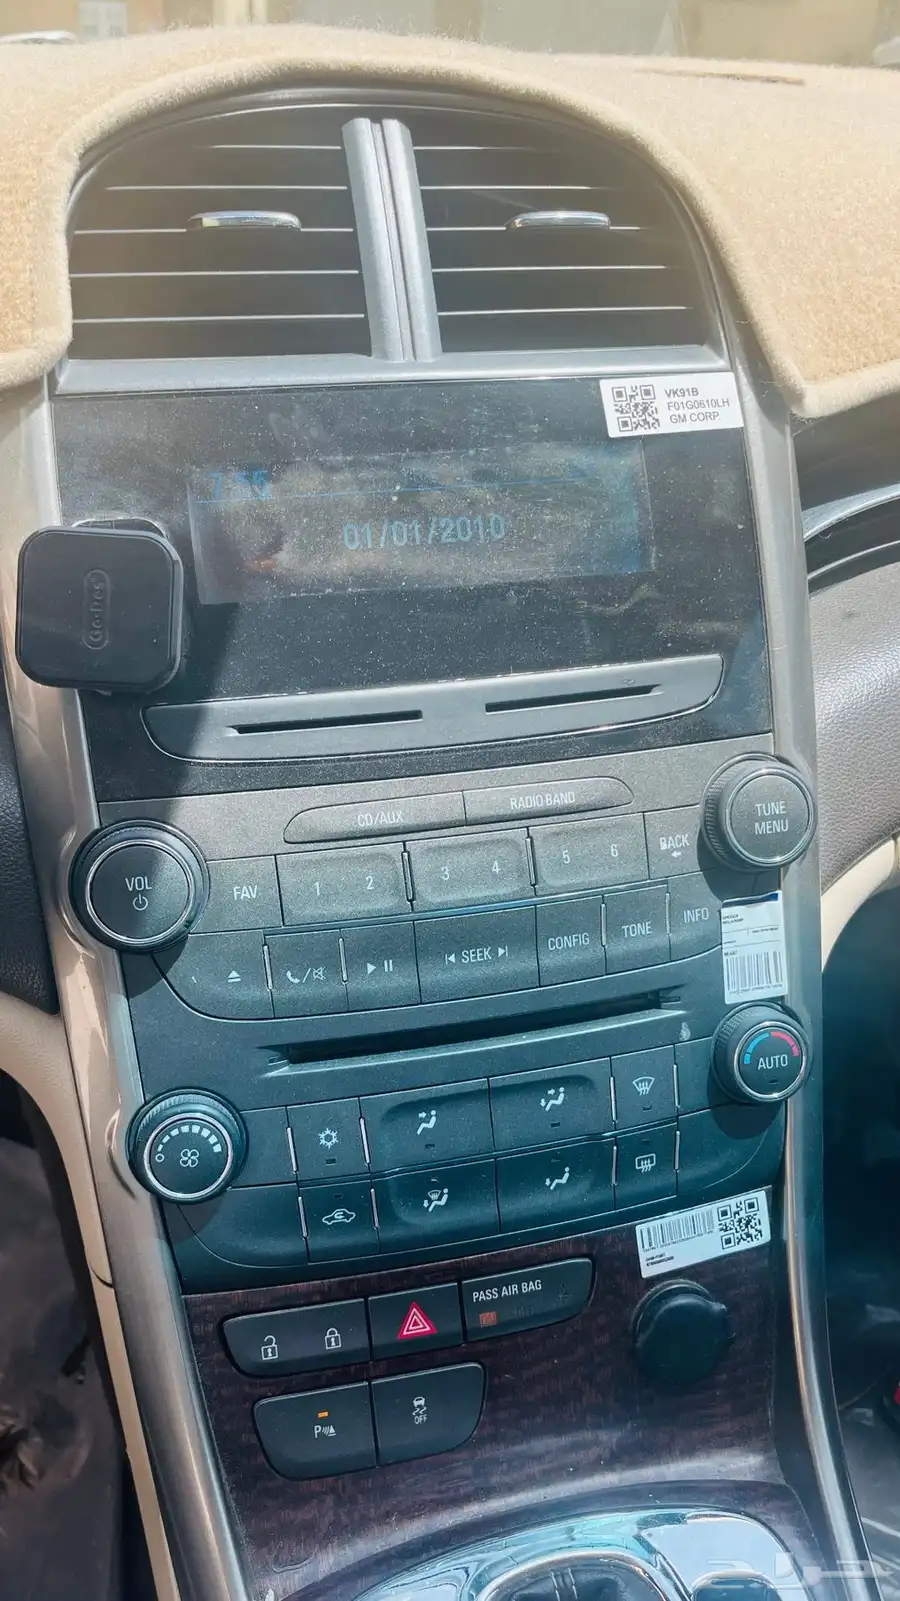 VK91B
F01G0610LH
GM CORP.
7:55
01/01/2010
CD/AUX
RADIO BAND
TUNE
MENU
VOL
FAV
1
2
3
4
5
6
BACK
SEEK
CONFIG
TONE
INFO
AUTO
PASS AIR BAG
P
OFF
حراج